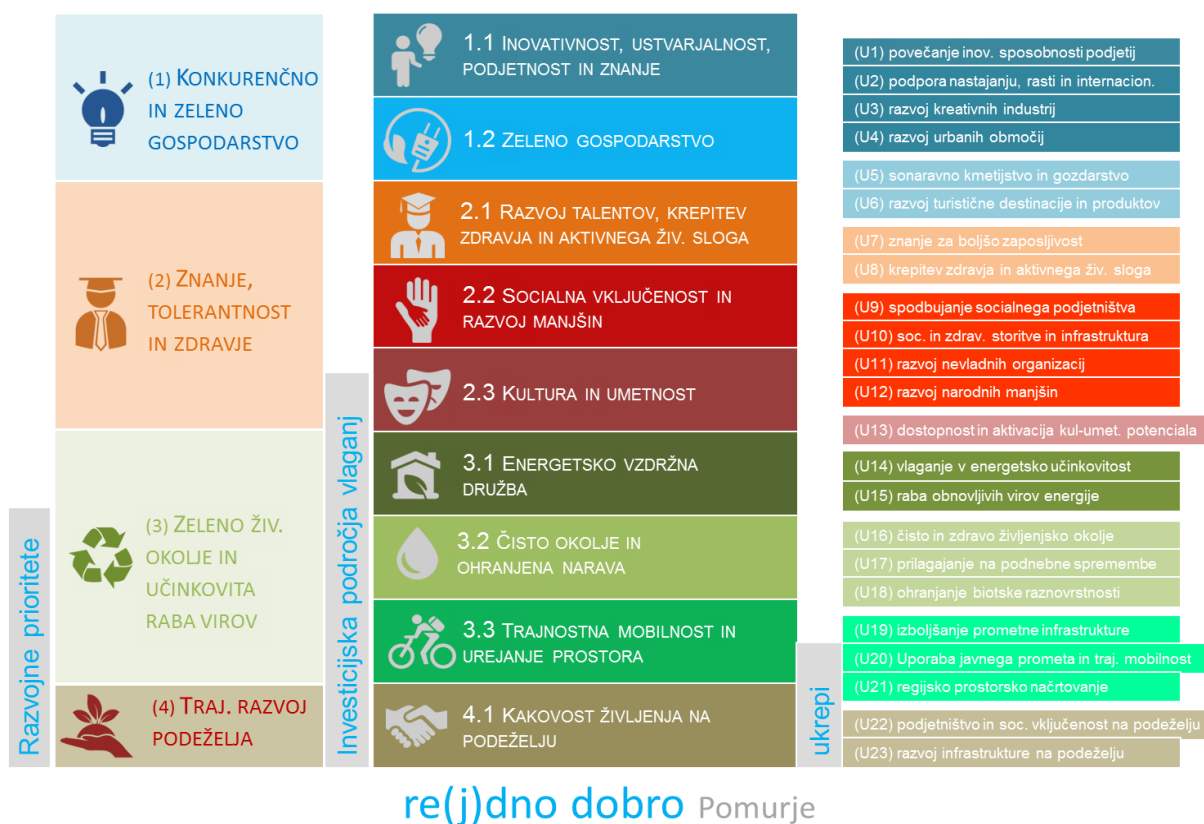 Razvojne prioritete
(1) Konkurenčno
in zeleno
gospodarstvo
(2) Znanje,
tolerantnost
in zdravje
(3) Zeleno živ.
okolje in
učinkovita
raba virov
(4) Traj. razvoj
podeželja
Investicijska področja vlaganj
1.1 Inovativnost, ustvarjalnost,
podjetnost in znanje
1.2 Zeleno gospodarstvo
2.1 Razvoj talentov, krepitev
zdravja in aktivnega živ. sloga
2.2 Socialna vključenost in
razvoj manjšin
2.3 Kultura in umetnost
3.1 Energetsko vzdržna
družba
3.2 Čisto okolje in
ohranjena narava
3.3 Trajnostna mobilnost in
urejanje prostora
4.1 Kakovost življenja na
podeželju
ukrepi
(U1) povečanje inov. sposobnosti podjetij
(U2) podpora nastajanju, rasti in internacion.
(U3) razvoj kreativnih industrij
(U4) razvoj urbanih območij
(U5) sonaravno kmetijstvo in gozdarstvo
(U6) razvoj turistične destinacije in produktov
(U7) znanje za boljšo zaposljivost
(U8) krepitev zdravja in aktivnega živ. sloga
(U9) spodbujanje socialnega podjetništva
(U10) soc. in zdrav. storitve in infrastruktura
(U11) razvoj nevladnih organizacij
(U12) razvoj narodnih manjšin
(U13) dostopnost in aktivacija kul-umet. potenciala
(U14) vlaganje v energetsko učinkovitost
(U15) raba obnovljivih virov energije
(U16) čisto in zdravo življenjsko okolje
(U17) prilagajanje na podnebne spremembe
(U18) ohranjanje biotske raznovrstnosti
(U19) izboljšanje prometne infrastrukture
(U20) Uporaba javnega prometa in traj. mobilnost
(U21) regijsko prostorsko načrtovanje
(U22) podjetništvo in soc. vključenost na podeželju
(U23) razvoj infrastrukture na podeželju
re(j)dno dobro Pomurje